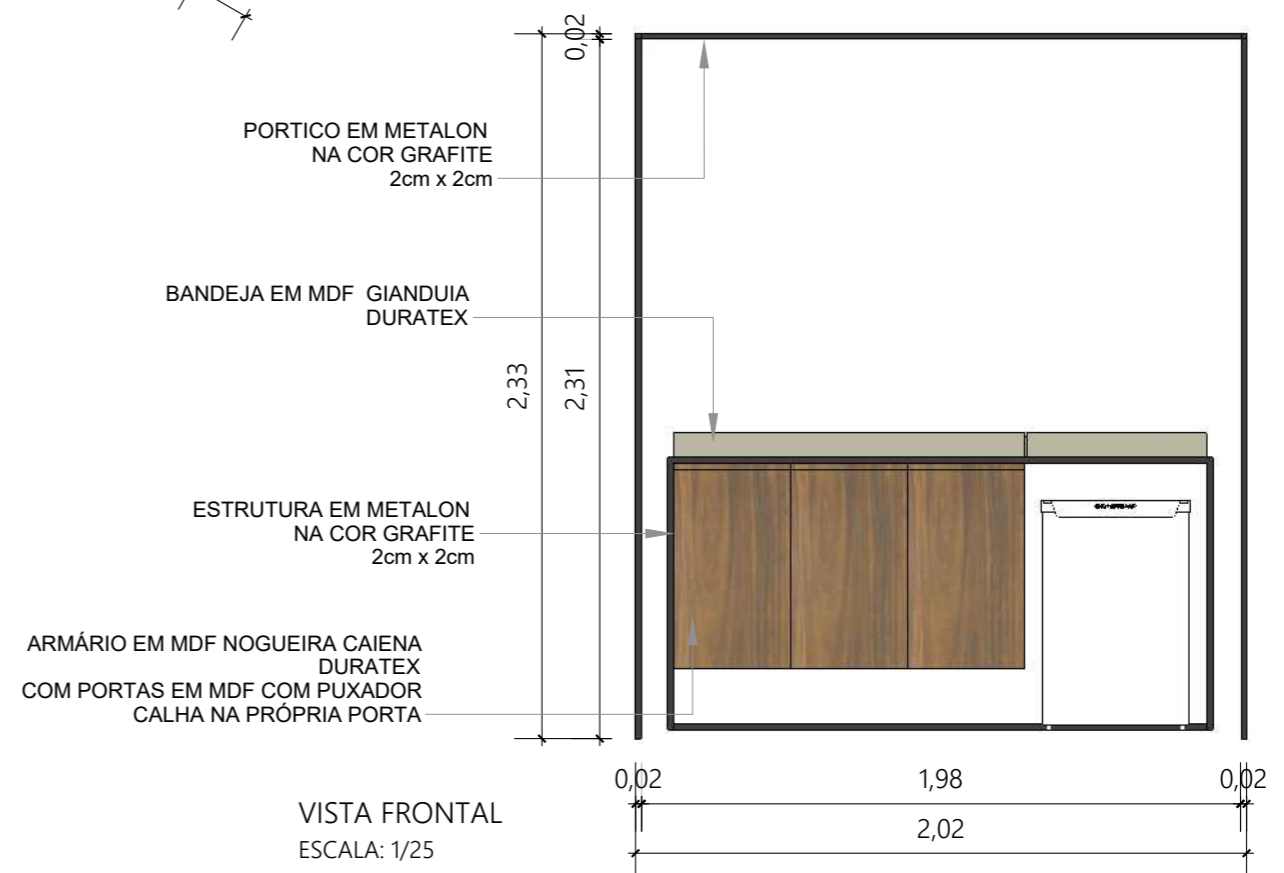 0,02
PORTICO EM METALON
NA COR GRAFITE
2cm x 2cm
BANDEJA EM MDF GIANDUIA
DURATEX
2,33
2,31
ESTRUTURA EM METALON
NA COR GRAFITE
2cm x 2cm
ARMÁRIO EM MDF NOGUEIRA CAIENA
DURATEX
COM PORTAS EM MDF COM PUXADOR
CALHA NA PRÓPRIA PORTA
0,02 1,98 0,02
2,02
VISTA FRONTAL
ESCALA: 1/25